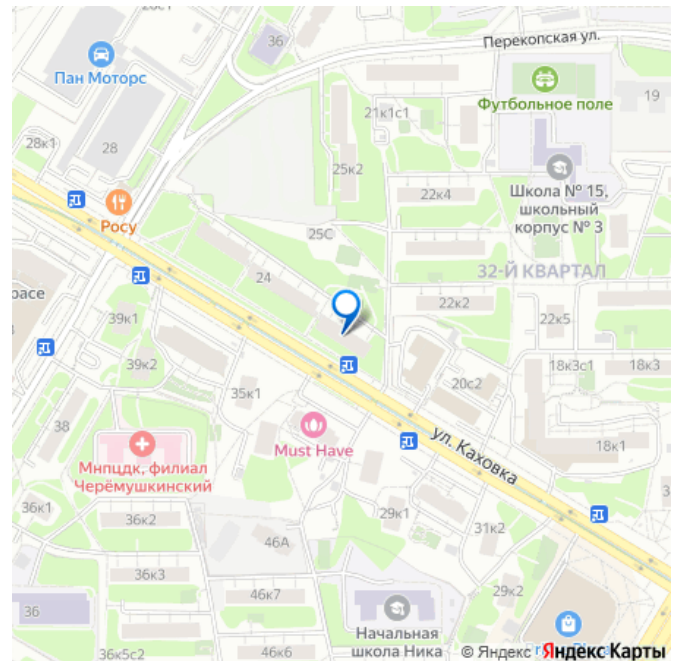 36
Перекопская ул.
Пан Моторс
Футбольное поле
19
21к1с1
28к1
28
25к2
22к4
Школа № 15,
школьный
корпус № 3
Росу
25С
32-Й КВАРТАЛ
24
39к1
22к2
22к5
39к2
18к3с1
18к3
20с2
35к1
38
ул. Каховка
18к1
Must Have
Мнпцдк, филиал
Черёмушкинский
36к1
36к2
29к1
31к2
46А
36к3
29к2
46к7
36
Начальная
школа Ника
36к5с2
46к6
© Яндекс Яндекс Карты